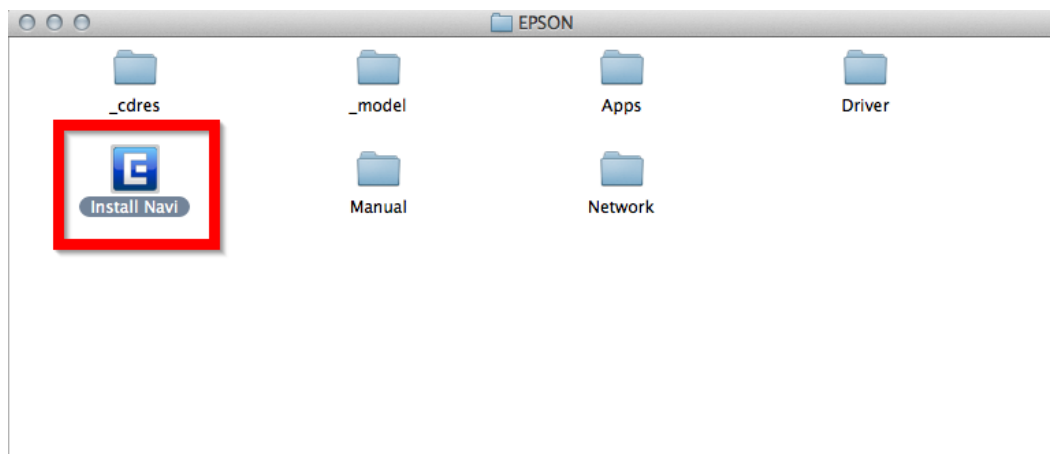 EPSON
_cdres
_model
Apps
Driver
Install Navi
Manual
Network